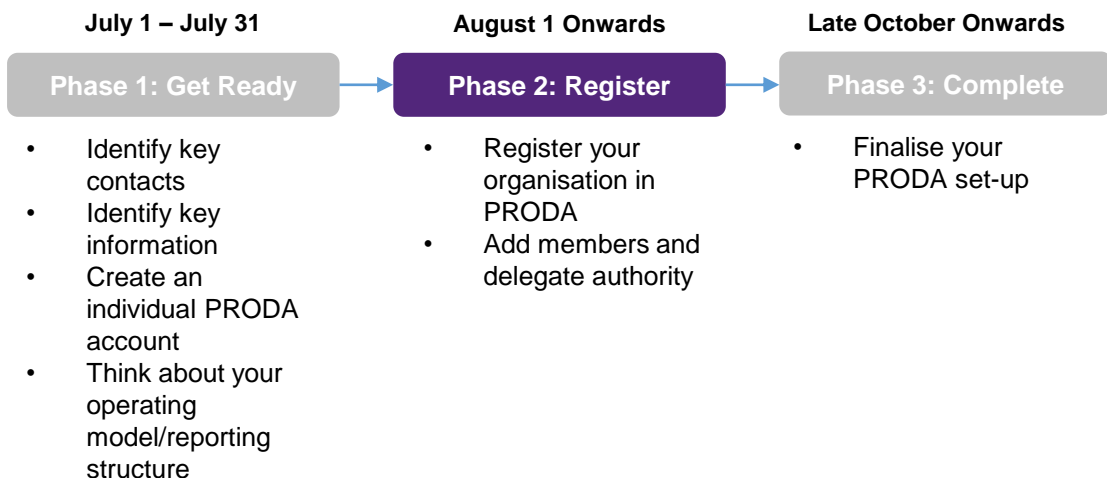 July 1 – July 31
Phase 1: Get Ready
• Identify key
contacts
• Identify key
information
• Create an
individual PRODA
account
• Think about your
operating
model/reporting
structure
August 1 Onwards
Phase 2: Register
• Register your
organisation in
PRODA
• Add members and
delegate authority
Late October Onwards
Phase 3: Complete
• Finalise your
PRODA set-up